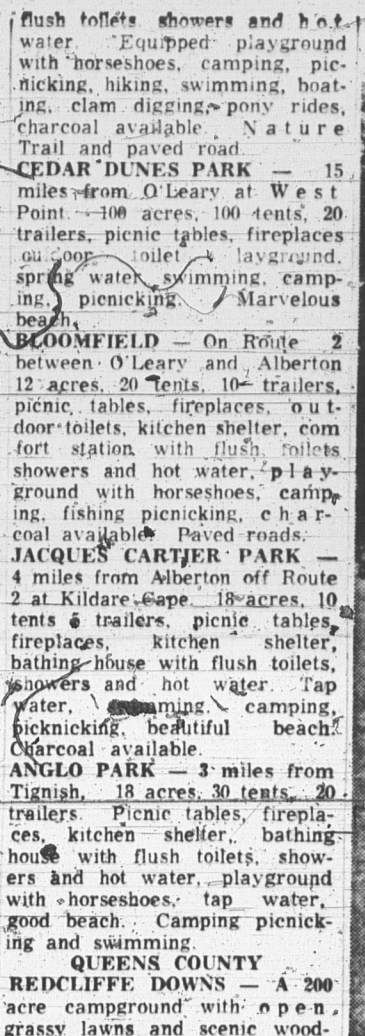 flush toilets showers and hot
water. Equipped playground
with horseshoes, camping, pic-
nicking, hiking, swimming, boat-
ing, clam digging, pony rides,
charcoal available. Nature
Trail and paved road.
CEDAR DUNES PARK — 15
miles from O'Leary at West
Point. 100 acres, 100 tents, 20
trailers, picnic tables, fireplaces
toilet layground,
spring water, swimming, camp-
ing, picnicking. Marvelous
beach.
BLOOMFIELD — On Route 2
between O'Leary and Alberton
12 acres, 20 tents, 10 trailers,
picnic tables, fireplaces, out-
door toilets, kitchen shelter, com
fort station with flush toilets
showers and hot water, play-
ground with horseshoes, camp-
ing, fishing picnicking, char-
coal available. Paved roads.
JACQUES CARTIER PARK —
4 miles from Alberton off Route
2 at Kildare Cape. 18 acres, 10
tents 5 trailers, picnic tables,
fireplaces, kitchen shelter,
bathing house with flush toilets,
showers and hot water. Tap
water, camping,
picknicking, beautiful beach.
Charcoal available.
ANGLO PARK — 3 miles from
Tignish, 18 acres, 30 tents, 20
trailers. Picnic tables, firepla-
ces, kitchen shelter, bathing
house with flush toilets, show-
ers and hot water, playground
with horseshoes, tap water,
good beach. Camping picnick-
ing and swimming.
QUEENS COUNTY
REDCLIFFE DOWNS — A 200
acre campground with open,
grassy lawns and scenic wood-